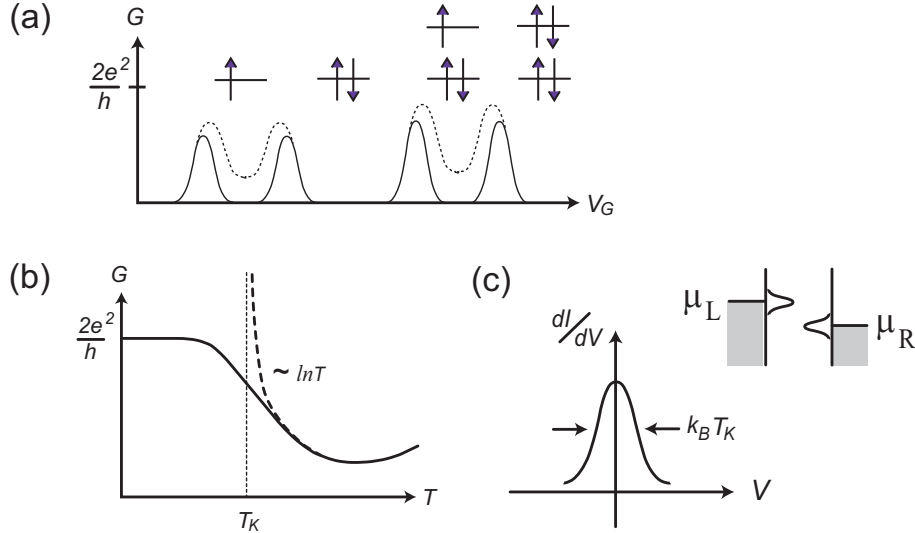 (a)
G
2e²
h
V_G
(b)
G
2e²
h
~ lnT
T
T_K
(c)
dI
dV
k_B T_K
V
μ_L
μ_R